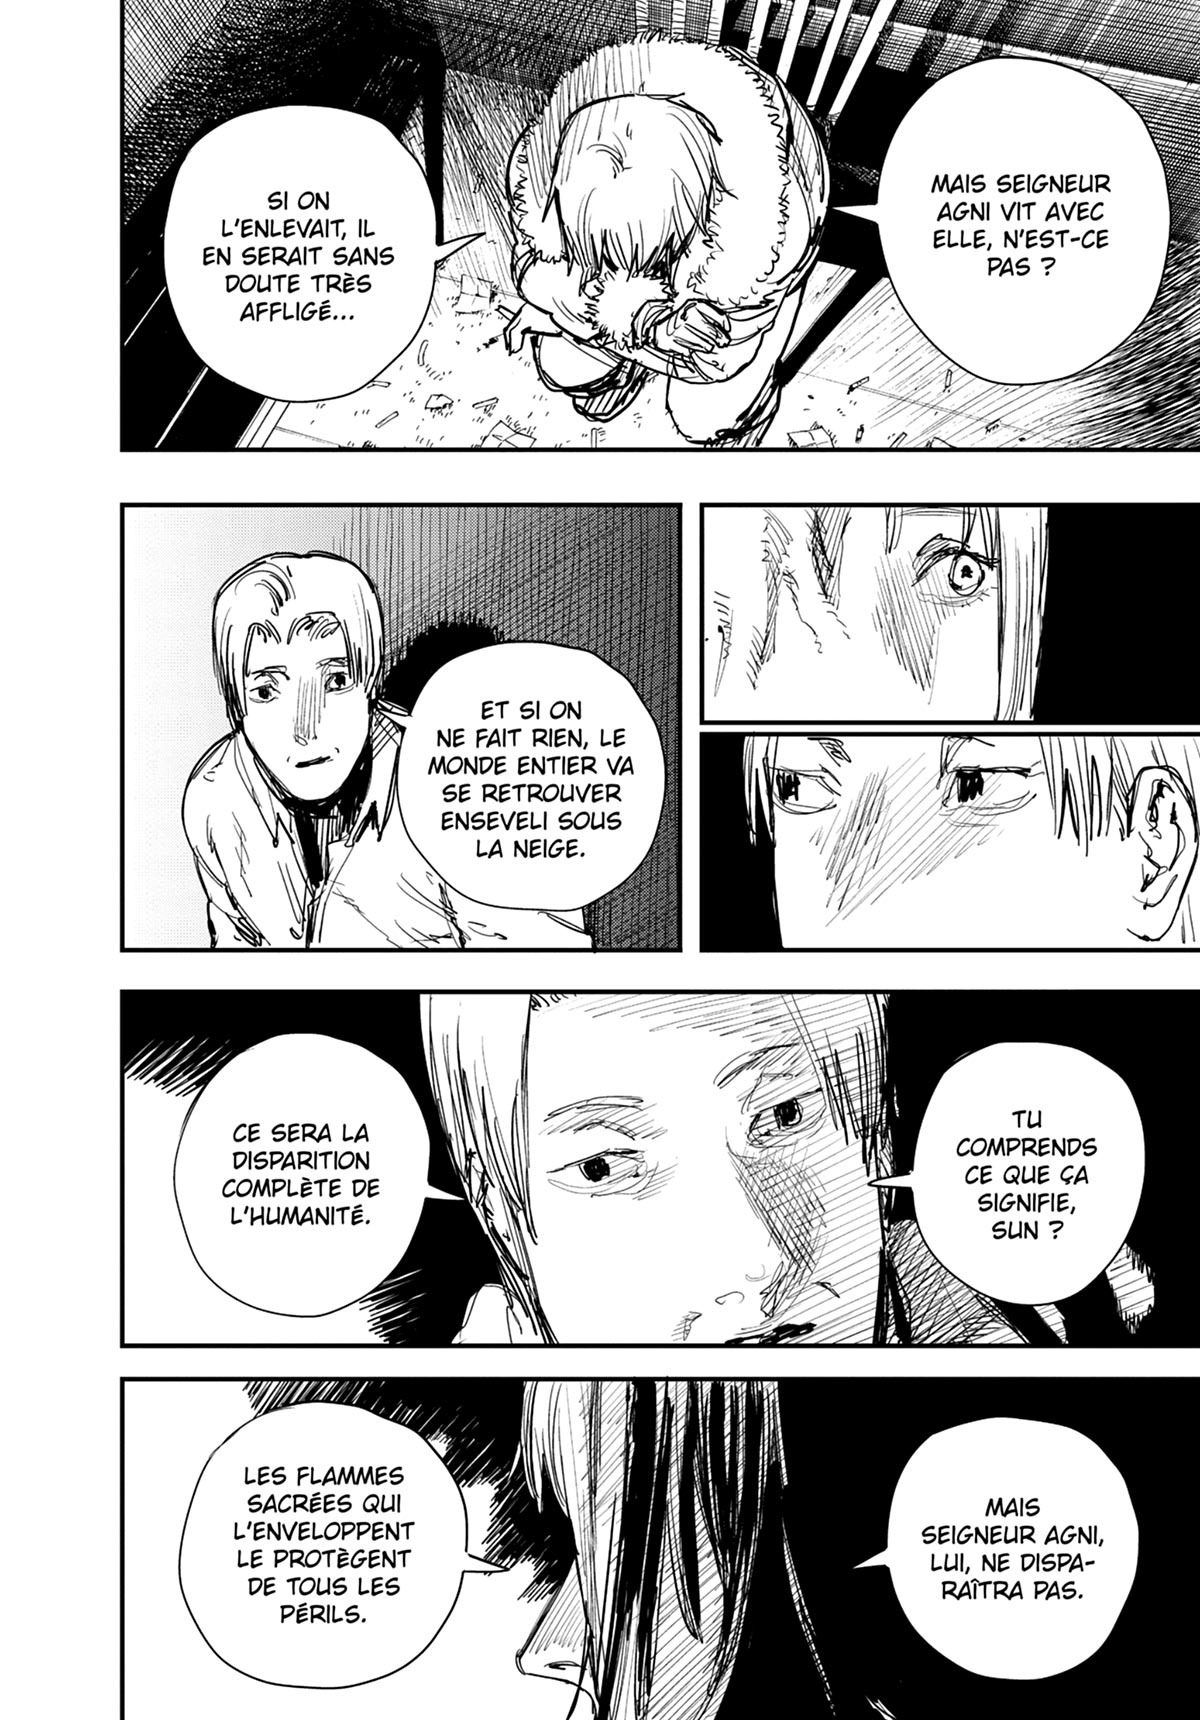 MAIS SEIGNEUR
AGNI VIT AVEC
ELLE, N'EST-CE
PAS ?
SI ON
L'ENLEVAIT, IL
EN SERAIT SANS
DOUTE TRÈS
AFFLIGÉ...
ET SI ON
NE FAIT RIEN, LE
MONDE ENTIER VA
SE RETROUVER
ENSEVELI SOUS
LA NEIGE.
TU
COMPRENDS
CE QUE ÇA
SIGNIFIE,
SUN ?
CE SERA LA
DISPARITION
COMPLÈTE DE
L'HUMANITÉ.
MAIS
SEIGNEUR AGNI,
LUI, NE DISPA-
RAÎTRA PAS.
LES FLAMMES
SACRÉES QUI
L'ENVELOPPENT
LE PROTÈGENT
DE TOUS LES
PÉRILS.